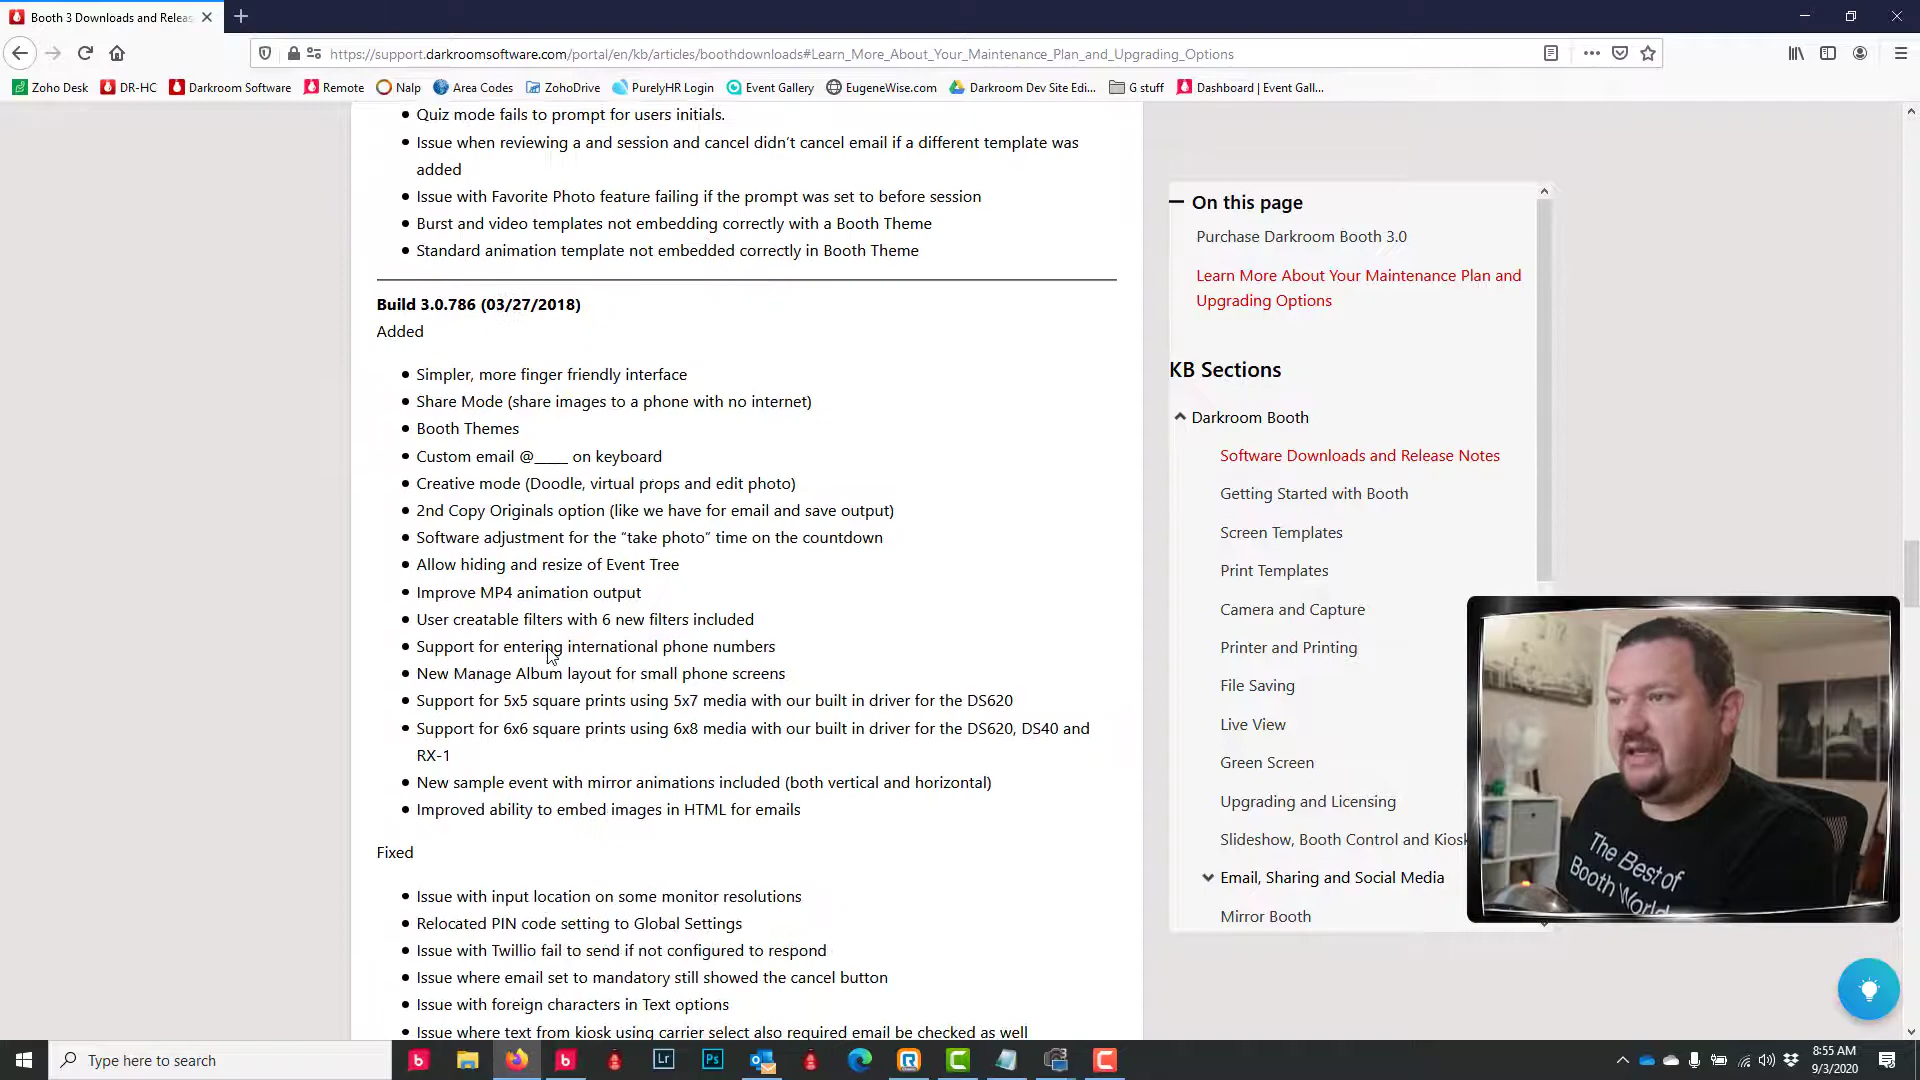 Booth 3 Downloads and Releas
https://support.darkroomsoftware.com/portal/en/kb/articles/boothdownloads#Learn_More_About_Your_Maintenance_Plan_and_Upgrading_Options
Zoho Desk DR-HC Darkroom Software Remote Nalp Area Codes ZohoDrive PurelyHR Login Event Gallery EugeneWise.com Darkroom Dev Site Edi... G stuff Dashboard | Event Gall...
• Quiz mode fails to prompt for users initials.
• Issue when reviewing a and session and cancel didn't cancel email if a different template was
added
• Issue with Favorite Photo feature failing if the prompt was set to before session
• Burst and video templates not embedding correctly with a Booth Theme
• Standard animation template not embedded correctly in Booth Theme
Build 3.0.786 (03/27/2018)
Added
• Simpler, more finger friendly interface
• Share Mode (share images to a phone with no internet)
• Booth Themes
• Custom email @_____ on keyboard
• Creative mode (Doodle, virtual props and edit photo)
• 2nd Copy Originals option (like we have for email and save output)
• Software adjustment for the “take photo” time on the countdown
• Allow hiding and resize of Event Tree
• Improve MP4 animation output
• User creatable filters with 6 new filters included
• Support for entering international phone numbers
• New Manage Album layout for small phone screens
• Support for 5x5 square prints using 5x7 media with our built in driver for the DS620
• Support for 6x6 square prints using 6x8 media with our built in driver for the DS620, DS40 and
RX-1
• New sample event with mirror animations included (both vertical and horizontal)
• Improved ability to embed images in HTML for emails
Fixed
• Issue with input location on some monitor resolutions
• Relocated PIN code setting to Global Settings
• Issue with Twillio fail to send if not configured to respond
• Issue where email set to mandatory still showed the cancel button
• Issue with foreign characters in Text options
• Issue where text from kiosk using carrier select also required email be checked as well
On this page
Purchase Darkroom Booth 3.0
Learn More About Your Maintenance Plan and
Upgrading Options
KB Sections
Darkroom Booth
Software Downloads and Release Notes
Getting Started with Booth
Screen Templates
Print Templates
Camera and Capture
Printer and Printing
File Saving
Live View
Green Screen
Upgrading and Licensing
Slideshow, Booth Control and Kiosk
Email, Sharing and Social Media
Mirror Booth
The Best of
Booth World
Type here to search
Lr
Ps
8:55 AM
9/3/2020